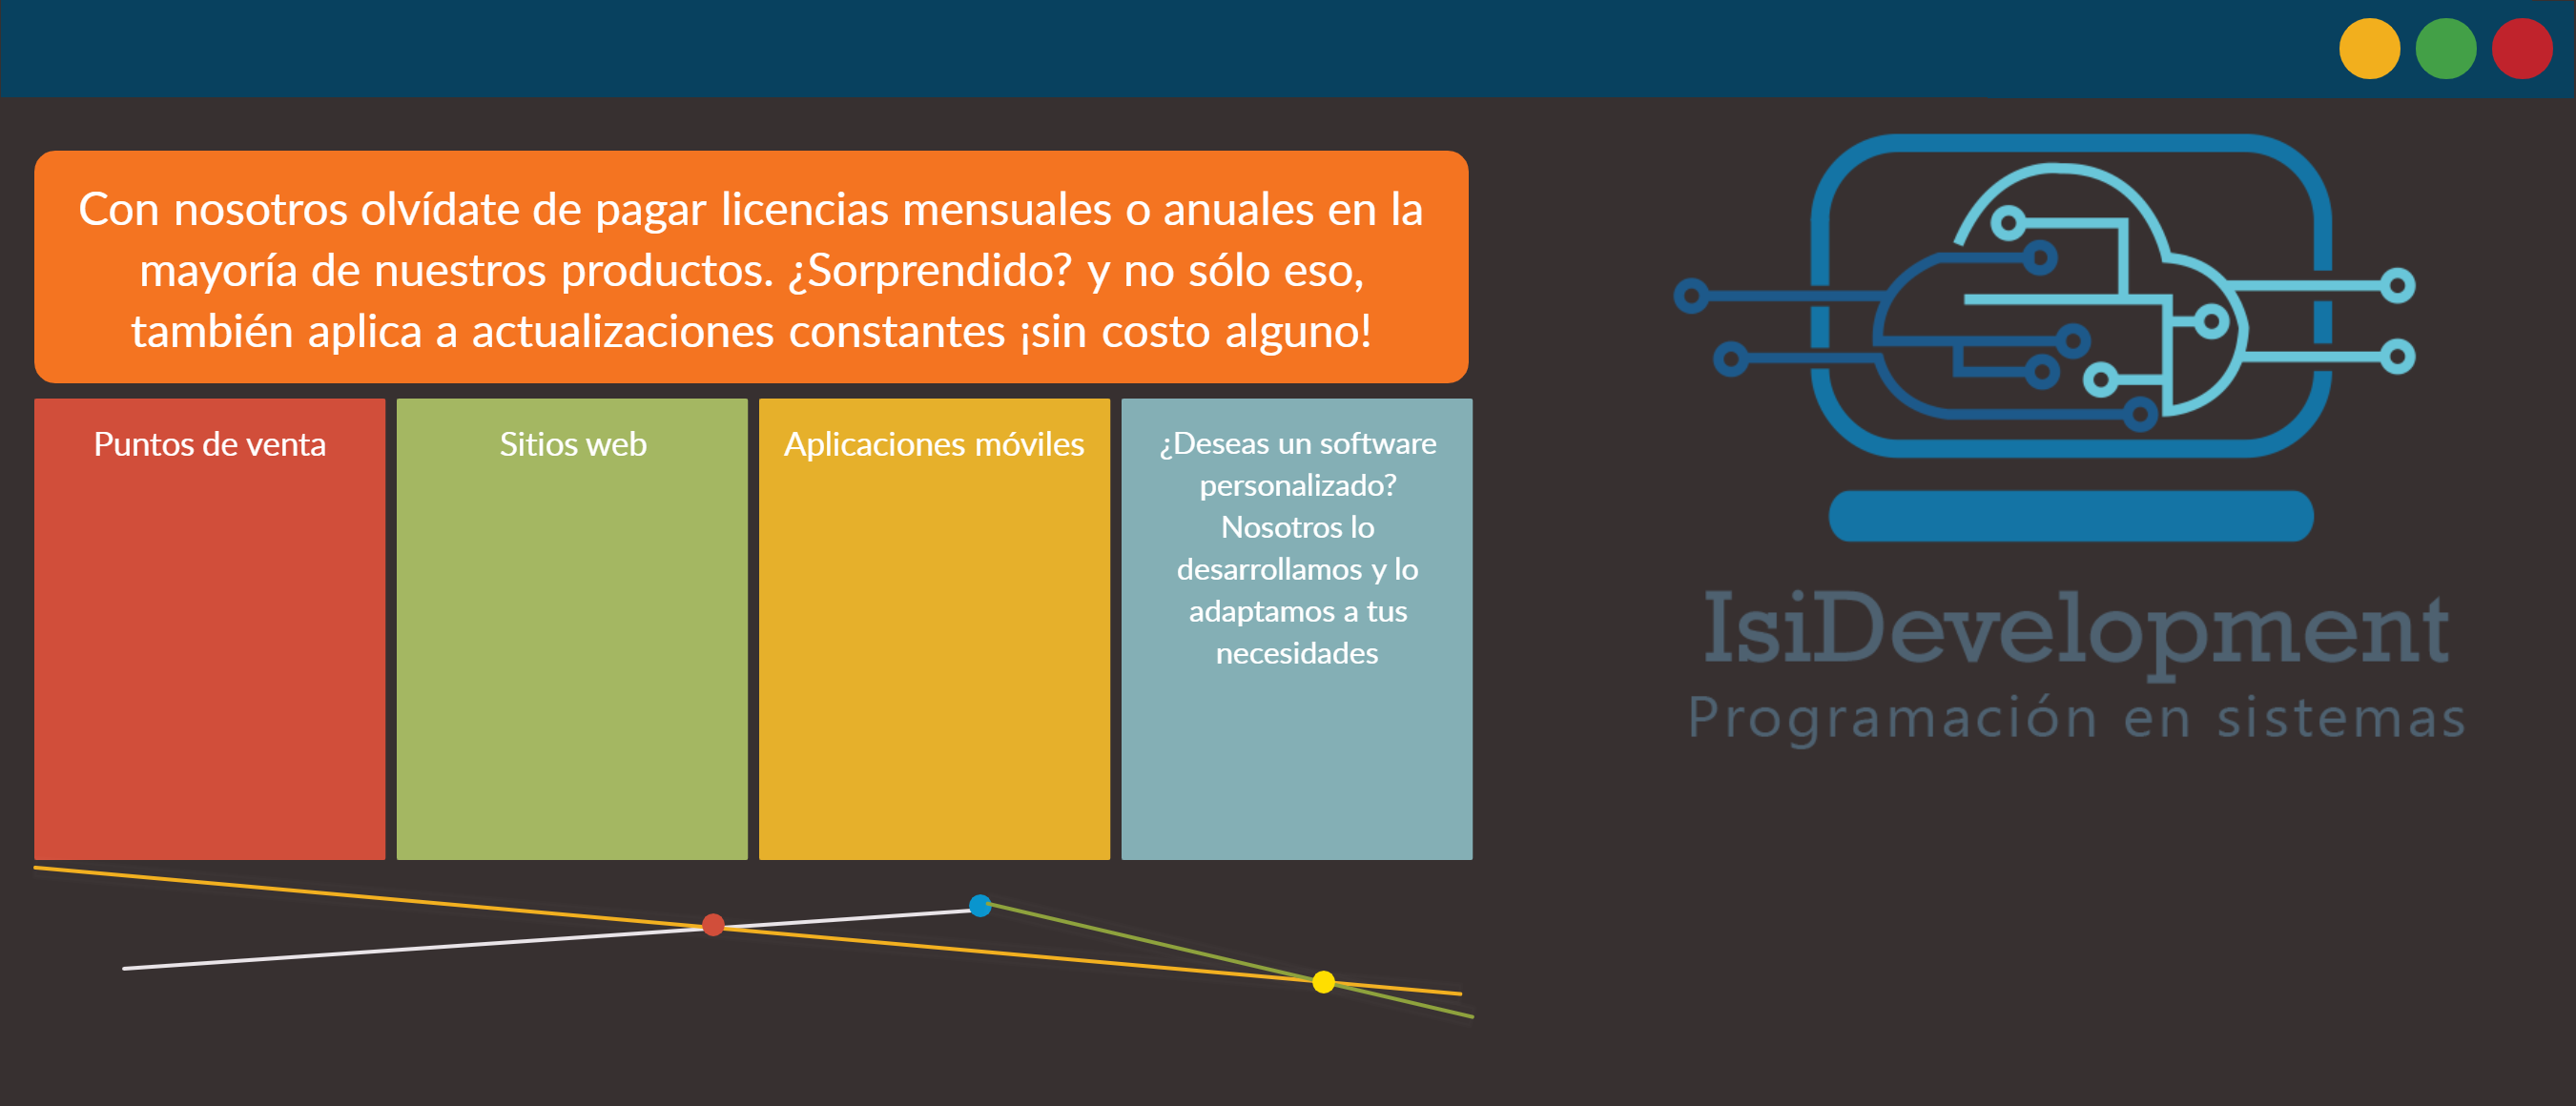 Con nosotros olvídate de pagar licencias mensuales o anuales en la
mayoría de nuestros productos. ¿Sorprendido? y no sólo eso,
también aplica a actualizaciones constantes ¡sin costo alguno!
Puntos de venta
Sitios web
Aplicaciones móviles
¿Deseas un software
personalizado?
Nosotros lo
desarrollamos y lo
adaptamos a tus
necesidades
IsiDevelopment
Programación en sistemas